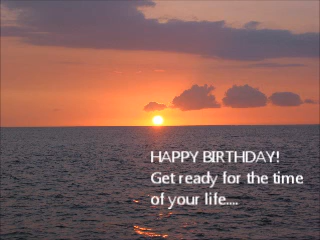 HAPPY BIRTHDAY!
Get ready for the time
of your life....